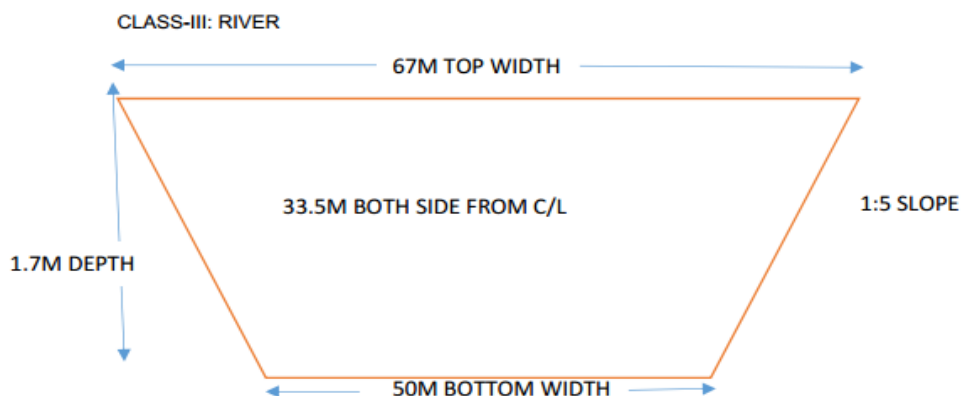 CLASS-III: RIVER
67M TOP WIDTH
33.5M BOTH SIDE FROM C/L
1:5 SLOPE
1.7M DEPTH
50M BOTTOM WIDTH